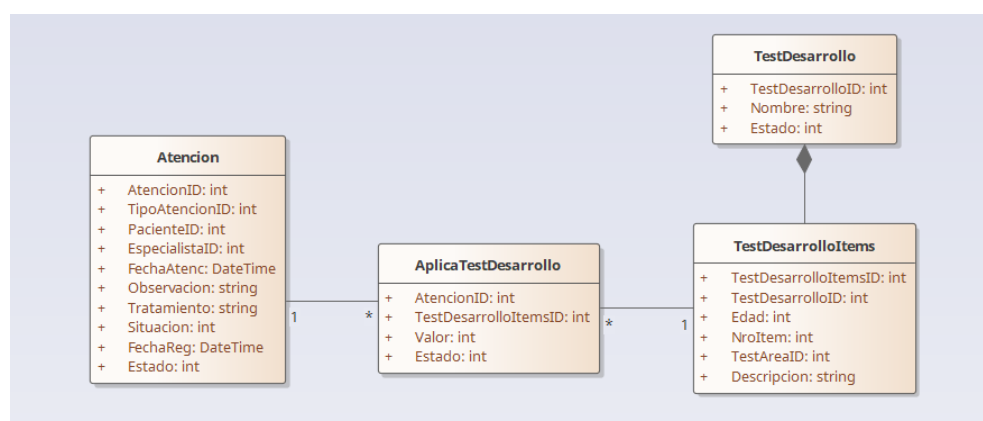 TestDesarrollo
+ TestDesarrolloID: int
+ Nombre: string
+ Estado: int
Atencion
+ AtencionID: int
+ TipoAtencionID: int
+ PacienteID: int
+ EspecialistaID: int
+ FechaAtenc: DateTime
+ Observacion: string
+ Tratamiento: string
+ Situacion: int
+ FechaReg: DateTime
+ Estado: int
1
*
AplicaTestDesarrollo
+ AtencionID: int
+ TestDesarrolloItemsID: int
+ Valor: int
+ Estado: int
*
1
TestDesarrolloItems
+ TestDesarrolloItemsID: int
+ TestDesarrolloID: int
+ Edad: int
+ NroItem: int
+ TestAreaID: int
+ Descripcion: string